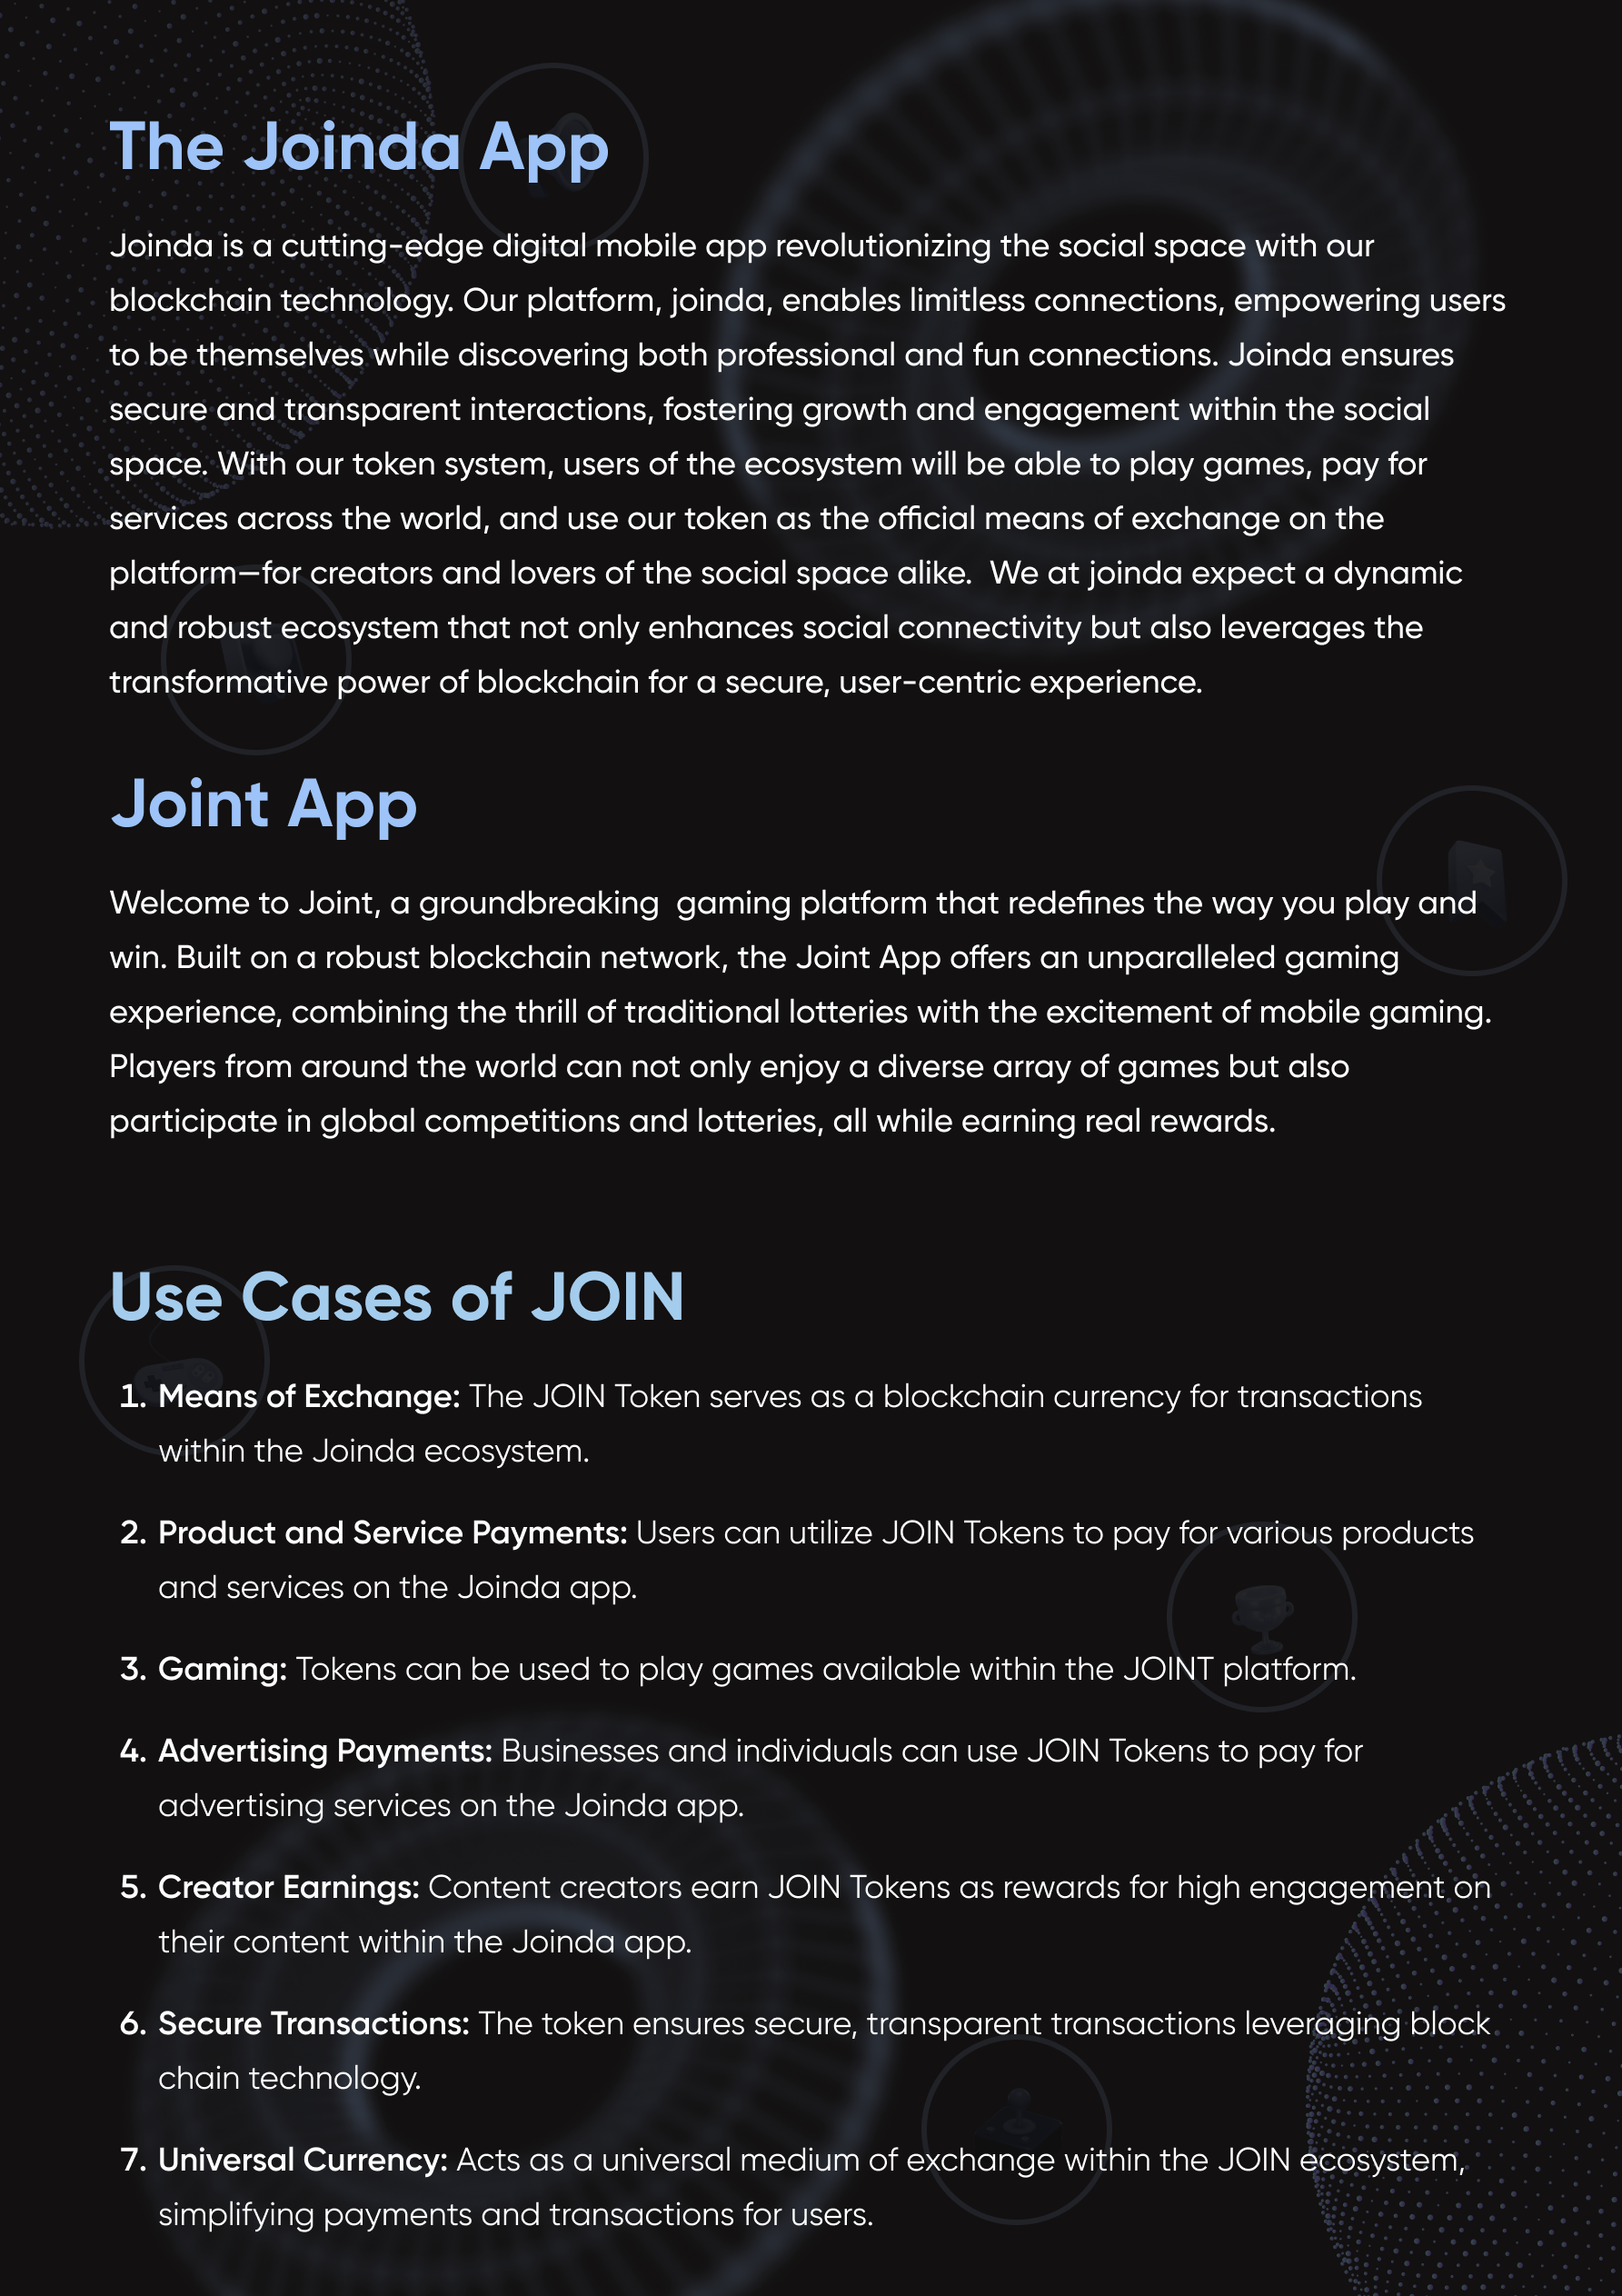 The Joinda App
Joinda is a cutting-edge digital mobile app revolutionizing the social space with our
blockchain technology. Our platform, joinda, enables limitless connections, empowering users
to be themselves while discovering both professional and fun connections. Joinda ensures
secure and transparent interactions, fostering growth and engagement within the social
space. With our token system, users of the ecosystem will be able to play games, pay for
services across the world, and use our token as the official means of exchange on the
platform—for creators and lovers of the social space alike.  We at joinda expect a dynamic
and robust ecosystem that not only enhances social connectivity but also leverages the
transformative power of blockchain for a secure, user-centric experience.
Joint App
Welcome to Joint, a groundbreaking  gaming platform that redefines the way you play and
win. Built on a robust blockchain network, the Joint App offers an unparalleled gaming
experience, combining the thrill of traditional lotteries with the excitement of mobile gaming.
Players from around the world can not only enjoy a diverse array of games but also
participate in global competitions and lotteries, all while earning real rewards.
Use Cases of JOIN
1. Means of Exchange: The JOIN Token serves as a blockchain currency for transactions
within the Joinda ecosystem.
2. Product and Service Payments: Users can utilize JOIN Tokens to pay for various products
and services on the Joinda app.
3. Gaming: Tokens can be used to play games available within the JOINT platform.
4. Advertising Payments: Businesses and individuals can use JOIN Tokens to pay for
advertising services on the Joinda app.
5. Creator Earnings: Content creators earn JOIN Tokens as rewards for high engagement on
their content within the Joinda app.
6. Secure Transactions: The token ensures secure, transparent transactions leveraging block
chain technology.
7. Universal Currency: Acts as a universal medium of exchange within the JOIN ecosystem,
simplifying payments and transactions for users.